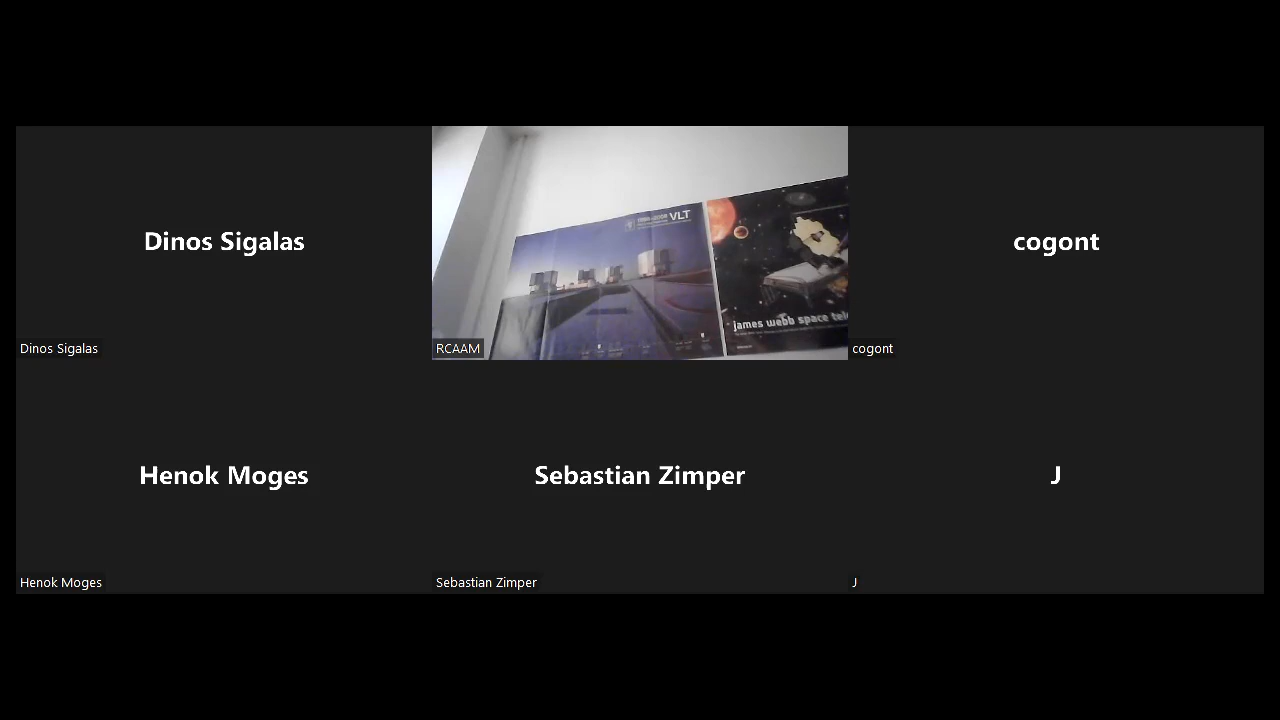 Dinos Sigalas
Dinos Sigalas
VLT
james webb space tel
RCAAM
cogont
cogont
Henok Moges
Henok Moges
Sebastian Zimper
Sebastian Zimper
J
J